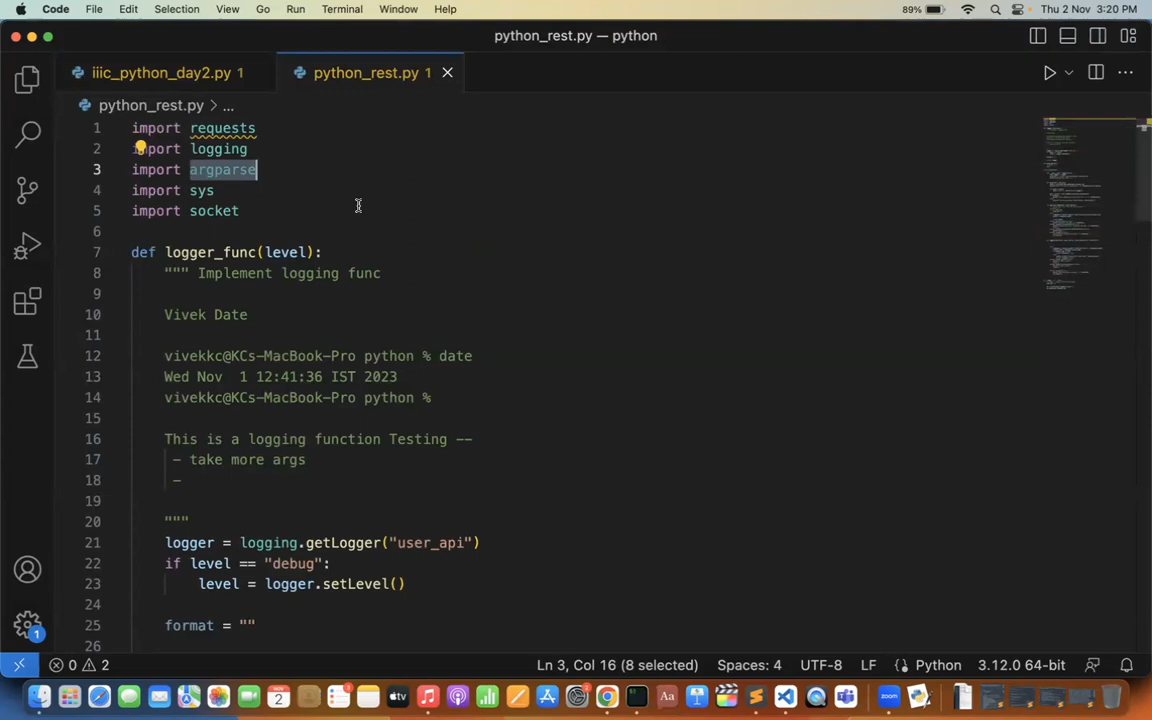 Code File Edit Selection View Go Run Terminal Window Help 89% Thu 2 Nov 3:20 PM
python_rest.py — python
iiic_python_day2.py 1 python_rest.py 1
python_rest.py > ...
1 import requests
2 import logging
3 import argparse
4 import sys
5 import socket
6
7 def logger_func(level):
8 """ Implement logging func
9
10 Vivek Date
11
12 vivekkc@KCs-MacBook-Pro python % date
13 Wed Nov  1 12:41:36 IST 2023
14 vivekkc@KCs-MacBook-Pro python %
15
16 This is a logging function Testing --
17 - take more args
18 -
19
20 """
21 logger = logging.getLogger("user_api")
22 if level == "debug":
23 level = logger.setLevel()
24
25 format = ""
26
0 2 Ln 3, Col 16 (8 selected) Spaces: 4 UTF-8 LF Python 3.12.0 64-bit